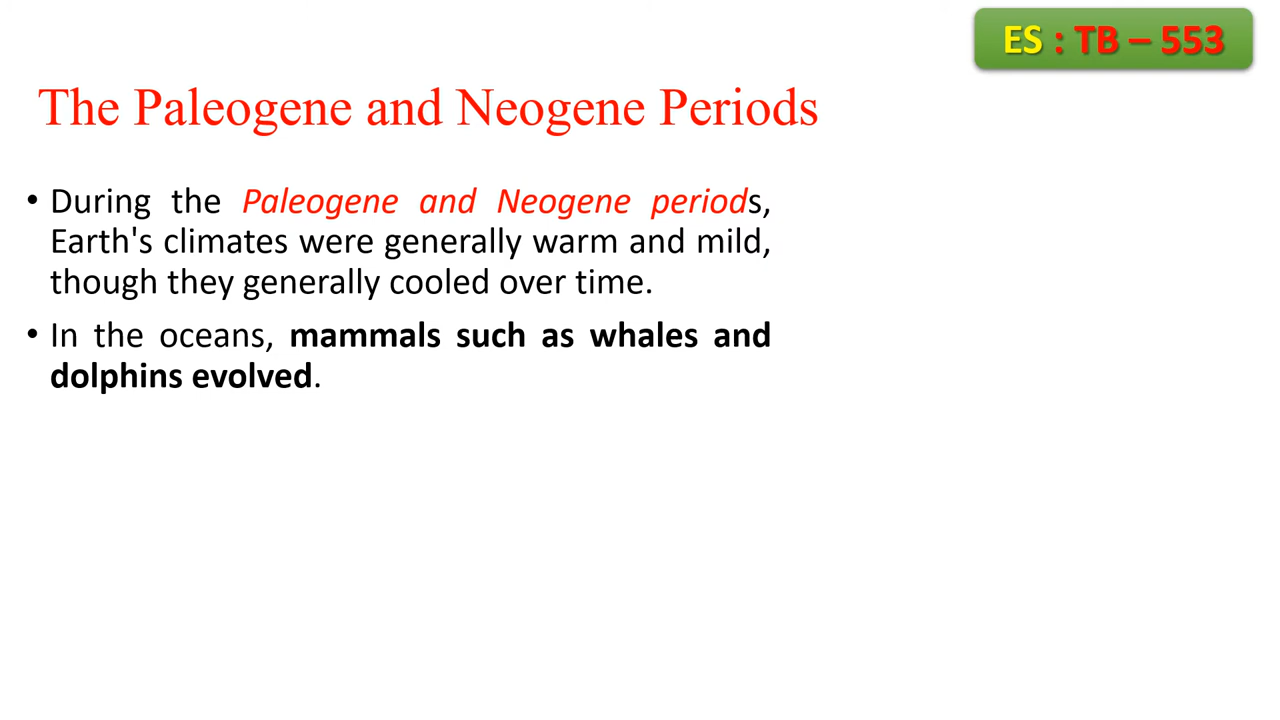 ES : TB – 553
The Paleogene and Neogene Periods
• During the Paleogene and Neogene periods,
Earth's climates were generally warm and mild,
though they generally cooled over time.
• In the oceans, mammals such as whales and
dolphins evolved.